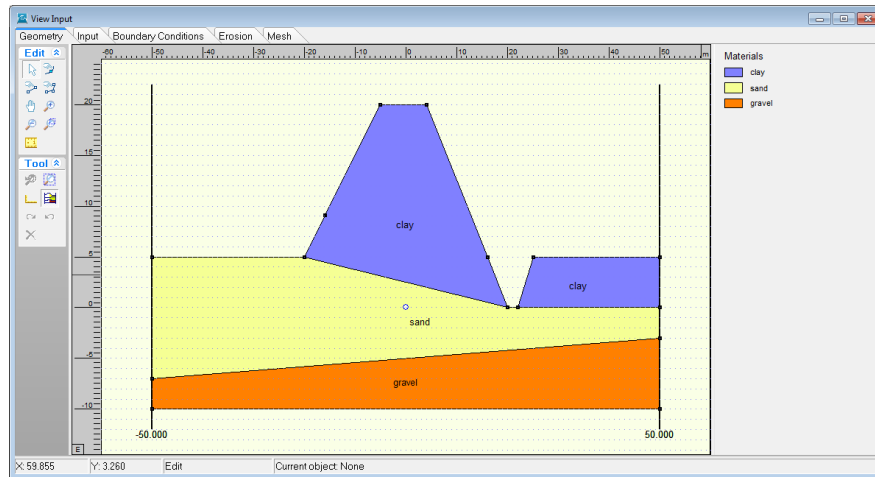 View Input
Geometry Input Boundary Conditions Erosion Mesh
Edit
Tool
-60 -50 -40 -30 -20 -10 0 10 20 30 40 50 m
20
15
10
5
0
-5
-10
E
clay
clay
sand
gravel
-50.000 50.000
Materials
clay
sand
gravel
X: 59.855 Y: 3.260 Edit Current object: None